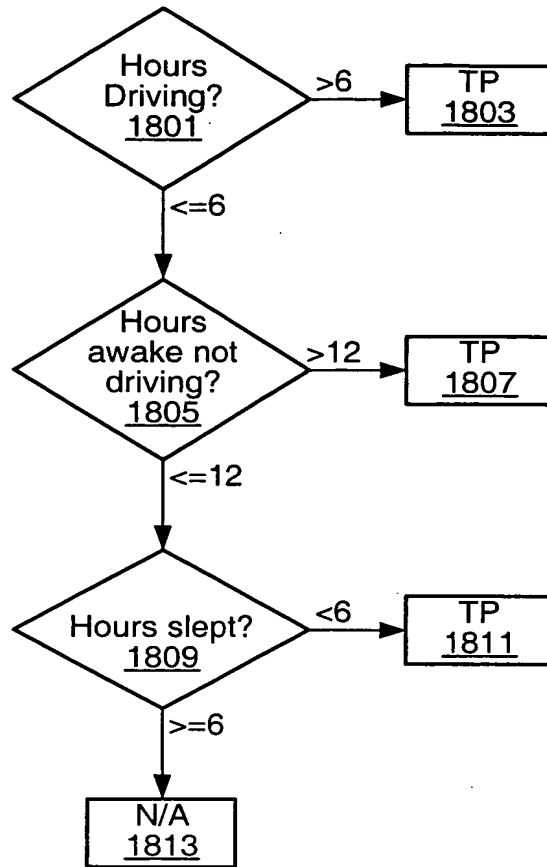 Hours
Driving?
1801
>6
TP
1803
<=6
Hours
awake not
driving?
1805
>12
TP
1807
<=12
Hours slept?
1809
<6
TP
1811
>=6
N/A
1813